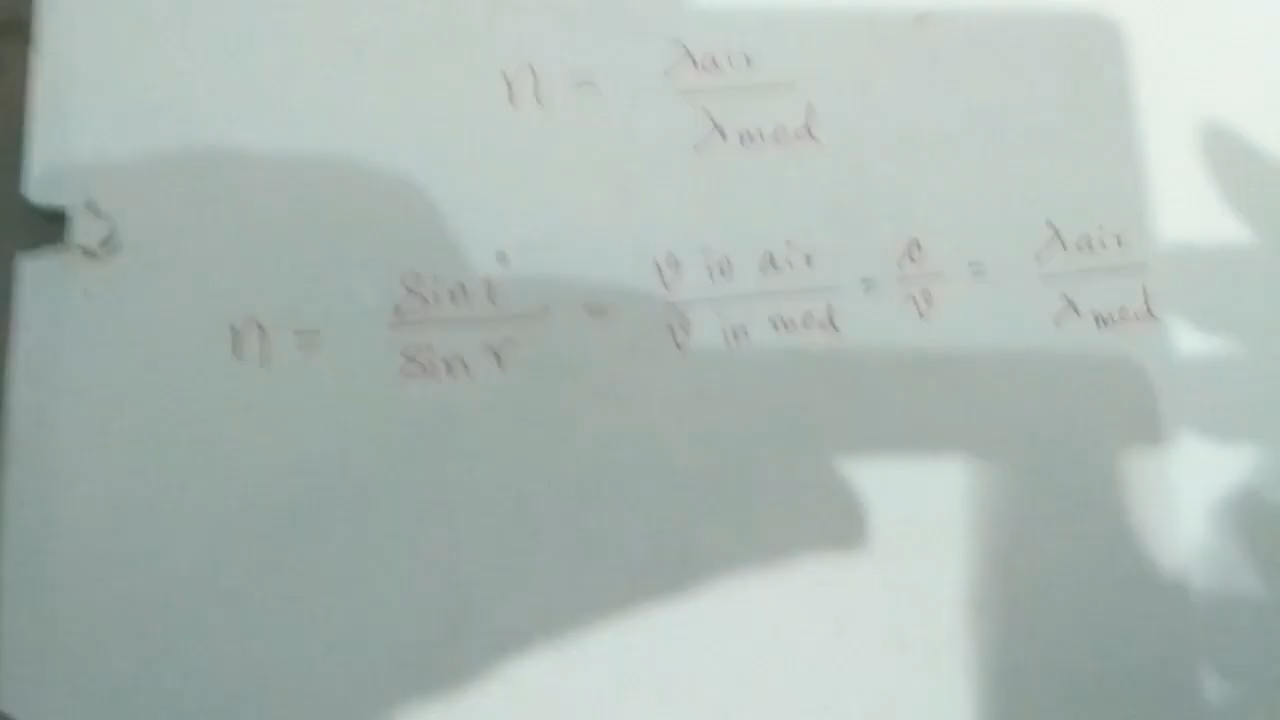 η = λair / λmed
η = sin i / sin r = v in air / v in med = c / v = λair / λmed